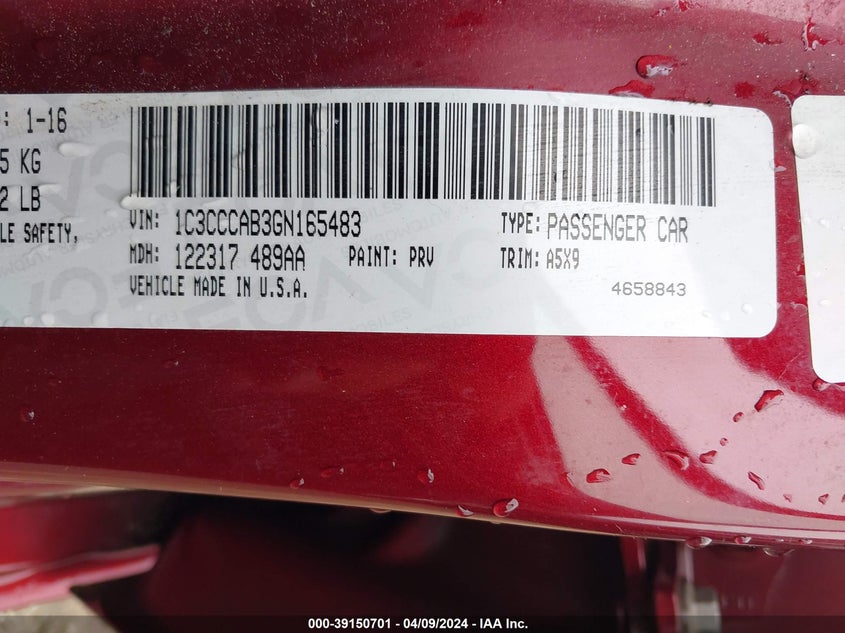 : 1-16
5 KG
2 LB
LE SAFETY,
VIN: 1C3CCCAB3GN165483 TYPE: PASSENGER CAR
MDH: 122317 489AA PAINT: PRV TRIM: A5X9
VEHICLE MADE IN U.S.A. 4658843
000-39150701 - 04/09/2024 - IAA Inc.